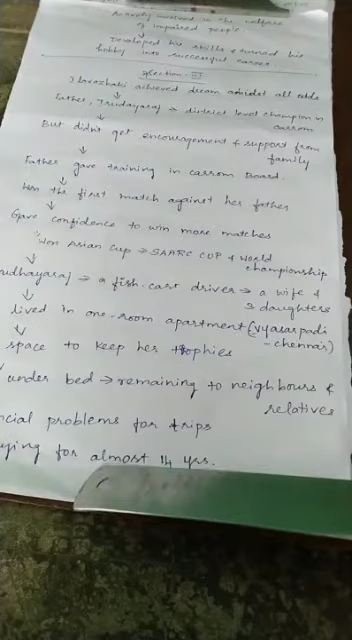 Actively involved in the welfare
of impaired people.
↓
Developed his skills & turned his
hobby into successful career.
Section - III
Ilavazhaki achieved dream amidst all odds
↓
Father, Irudayaraj → district level champion in
carrom
↓
But didn't get encouragement & support from
family
↓
Father gave training in carrom Board.
↓
Won the first match against her father
↓
Gave confidence to win more matches
↓
Won Asian Cup → SAARC CUP & World
championship
↓
rudhayaraj → a fish-cart driver → a wife &
3 daughters
↓
lived in one-room apartment (vyasarpadi
- chennai)
↓
space to keep her trophies
under bed → remaining to neighbours &
relatives
ncial problems for trips
ying for almost 14 yrs.